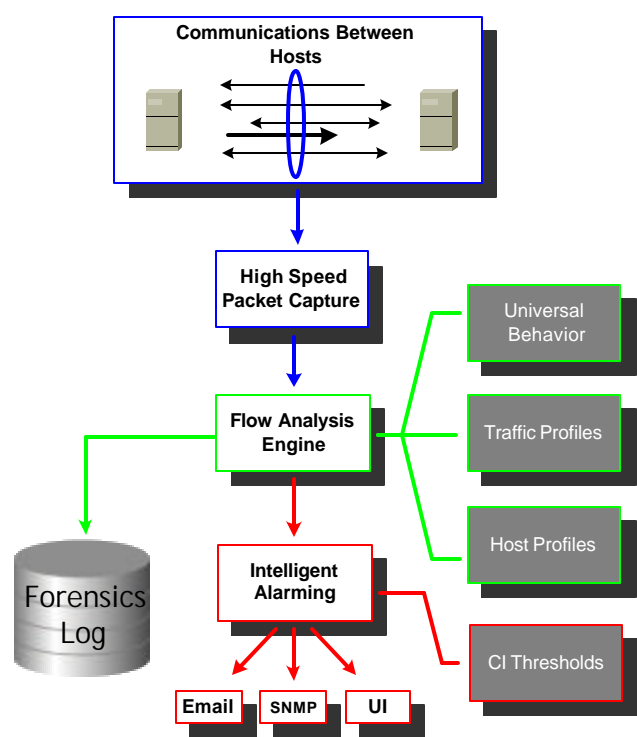 Communications Between
Hosts
High Speed
Packet Capture
Universal
Behavior
Flow Analysis
Engine
Traffic Profiles
Host Profiles
Intelligent
Alarming
Forensics
Log
CI Thresholds
Email
SNMP
UI